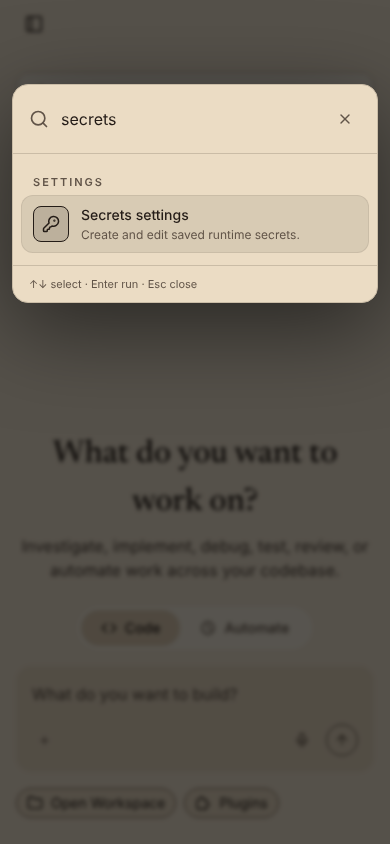 secrets
SETTINGS
Secrets settings
Create and edit saved runtime secrets.
↑↓ select · Enter run · Esc close
What do you want to
work on?
Investigate, implement, debug, test, review, or
automate work across your codebase.
Code
Automate
What do you want to build?
Open Workspace
Plugins